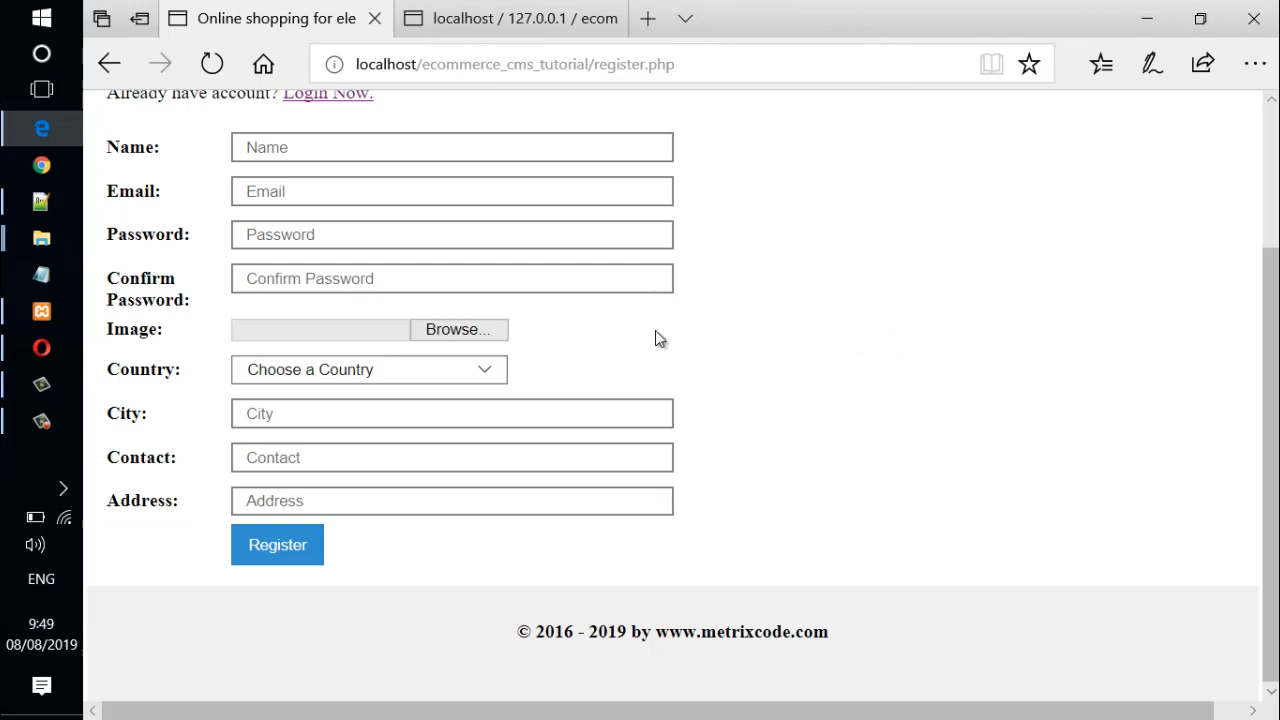 Online shopping for ele
localhost / 127.0.0.1 / ecom
localhost/ecommerce_cms_tutorial/register.php
Already have account? Login Now.
Name: Name
Email: Email
Password: Password
Confirm Password: Confirm Password
Image: Browse...
Country: Choose a Country
City: City
Contact: Contact
Address: Address
Register
© 2016 - 2019 by www.metrixcode.com
ENG
9:49
08/08/2019